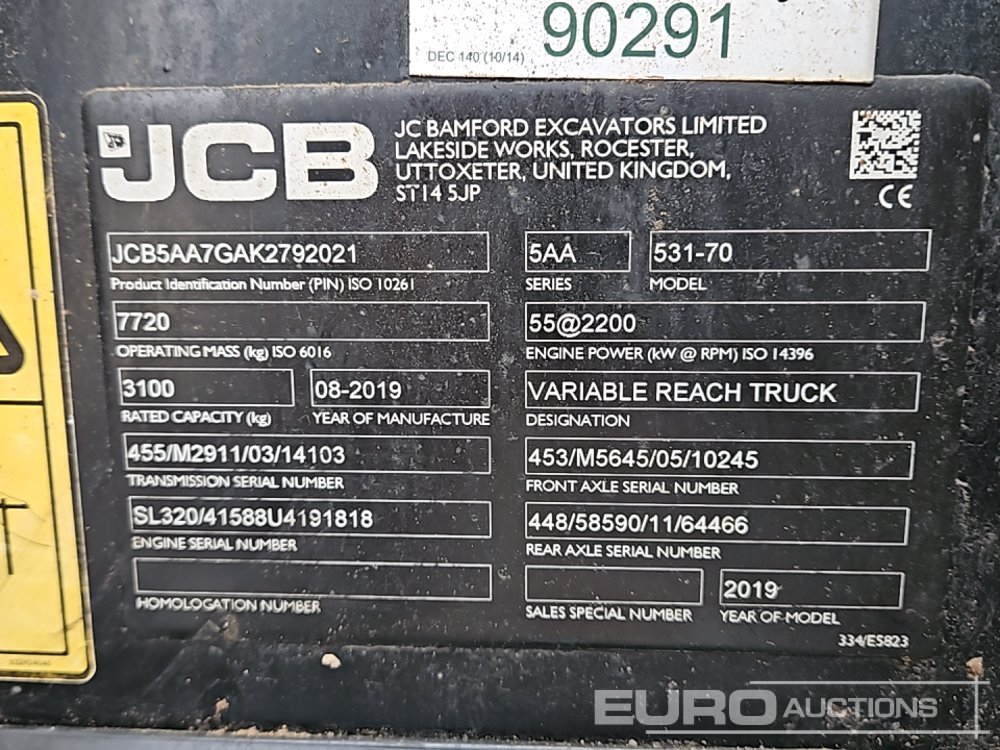 90291
DEC 140 (10/14)
JCB
JC BAMFORD EXCAVATORS LIMITED
LAKESIDE WORKS, ROCESTER,
UTTOXETER, UNITED KINGDOM,
ST14 5JP
CE
JCB5AA7GAK2792021
Product Identification Number (PIN) ISO 10261
5AA
SERIES
531-70
MODEL
7720
OPERATING MASS (kg) ISO 6016
55@2200
ENGINE POWER (kW @ RPM) ISO 14396
3100
RATED CAPACITY (kg)
08-2019
YEAR OF MANUFACTURE
VARIABLE REACH TRUCK
DESIGNATION
455/M2911/03/14103
TRANSMISSION SERIAL NUMBER
453/M5645/05/10245
FRONT AXLE SERIAL NUMBER
SL320/41588U4191818
ENGINE SERIAL NUMBER
448/58590/11/64466
REAR AXLE SERIAL NUMBER
HOMOLOGATION NUMBER
SALES SPECIAL NUMBER
2019
YEAR OF MODEL
334/E5823
EURO AUCTIONS